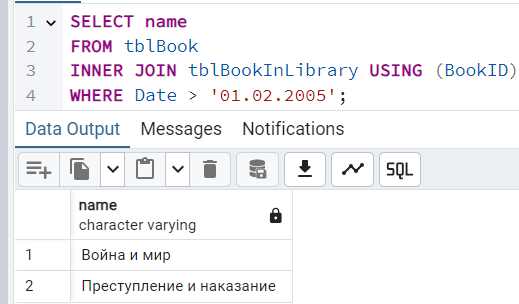 1 SELECT name
2 FROM tblBook
3 INNER JOIN tblBookInLibrary USING (BookID)
4 WHERE Date > '01.02.2005';
Data Output Messages Notifications
SQL
name
character varying
1 Война и мир
2 Преступление и наказание